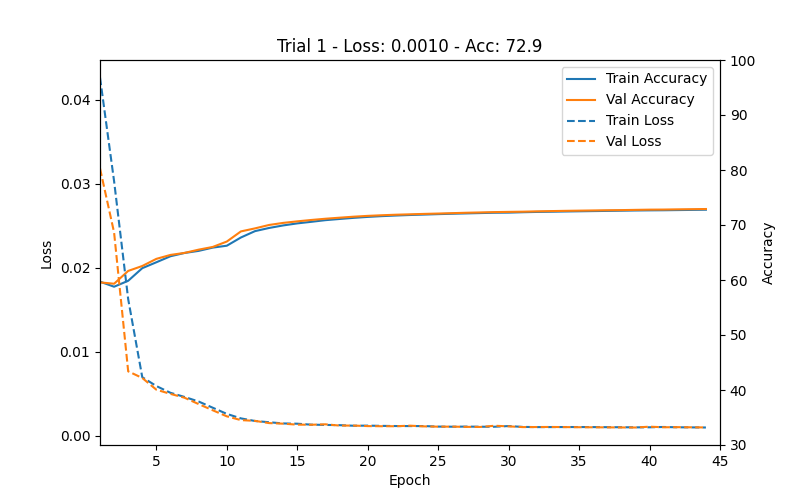 Trial 1 - Loss: 0.0010 - Acc: 72.9
Train Accuracy
Val Accuracy
Train Loss
Val Loss
Loss
0.04
0.03
0.02
0.01
0.00
Accuracy
100
90
80
70
60
50
40
30
5 10 15 20 25 30 35 40 45
Epoch